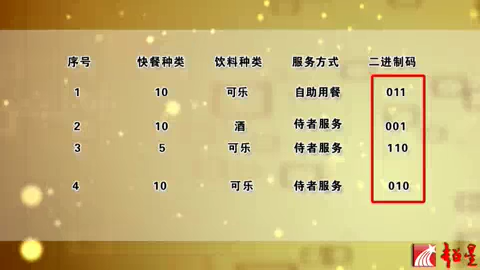 序号 快餐种类 饮料种类 服务方式 二进制码
1 10 可乐 自助用餐 011
2 10 酒 侍者服务 001
3 5 可乐 侍者服务 110
4 10 可乐 侍者服务 010
超星